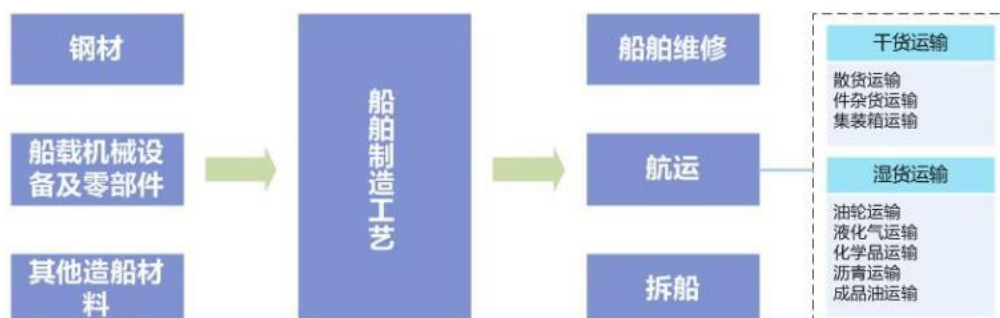 钢材
船载机械设
备及零部件
其他造船材
料
船舶制造工艺
船舶维修
航运
拆船
干货运输
散货运输
件杂货运输
集装箱运输
湿货运输
油轮运输
液化气运输
化学品运输
沥青运输
成品油运输